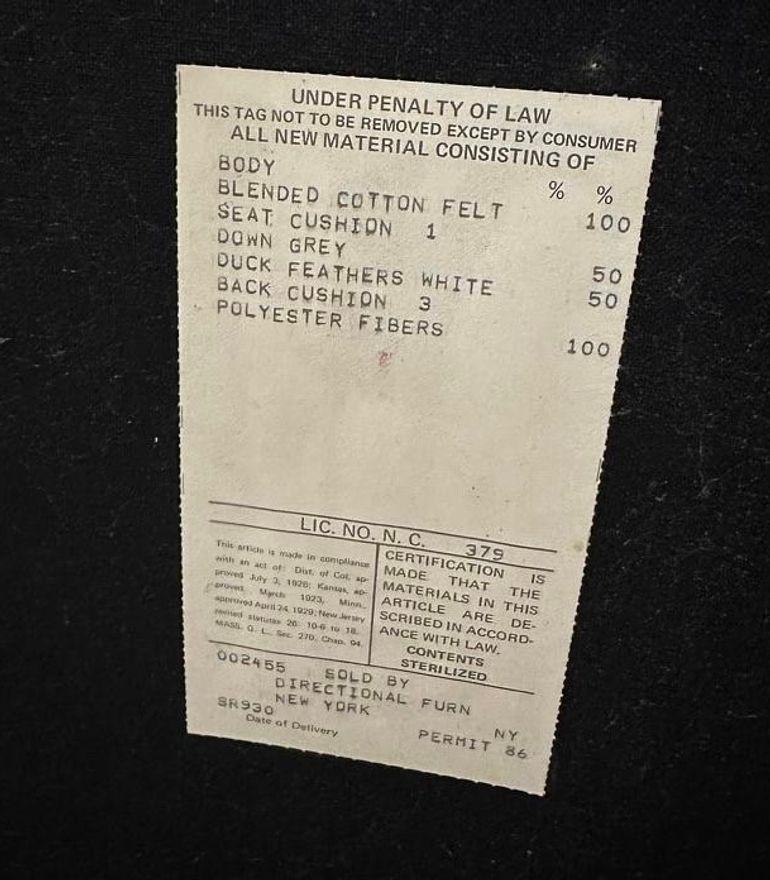 UNDER PENALTY OF LAW
THIS TAG NOT TO BE REMOVED EXCEPT BY CONSUMER
ALL NEW MATERIAL CONSISTING OF
% %
BODY
BLENDED COTTON FELT 100
SEAT CUSHION 1
DOWN GREY 50
DUCK FEATHERS WHITE 50
BACK CUSHION 3
POLYESTER FIBERS 100
LIC. NO. N. C. 379
This article is made in compliance
with an act of: Dist. of Col. ap-
proved July 3, 1926; Kansas, ap-
proved, March 1923, Minn.,
approved April 24, 1929; New Jersey
revised statutes 26: 10-6 to 18.
MASS. G. L., Sec. 270, Chap. 94.
CERTIFICATION IS
MADE THAT THE
MATERIALS IN THIS
ARTICLE ARE DE-
SCRIBED IN ACCORD-
ANCE WITH LAW.
CONTENTS
STERILIZED
002455 SOLD BY
DIRECTIONAL FURN
NEW YORK NY
SR930 PERMIT 86
Date of Delivery